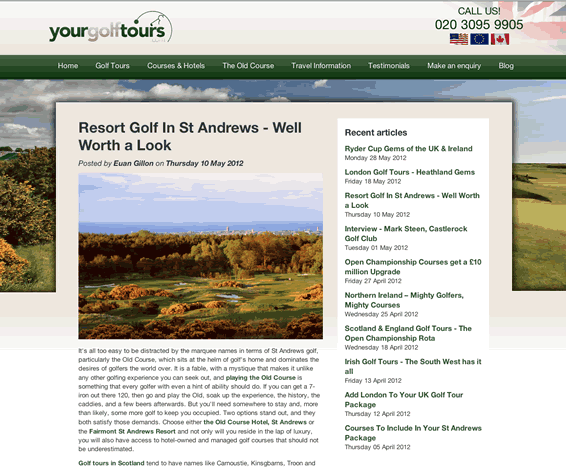 yourgolftours
CALL US!
020 3095 9905
Home Golf Tours Courses & Hotels The Old Course Travel Information Testimonials Make an enquiry Blog
Resort Golf In St Andrews - Well
Worth a Look
Posted by Euan Gillon on Thursday 10 May 2012
It's all too easy to be distracted by the marquee names in terms of St Andrews golf,
particularly the Old Course, which sits at the helm of golf's home and dominates the
desires of golfers the world over. It is a fable, with a mystique that makes it unlike
any other golfing experience you can seek out, and playing the Old Course is
something that every golfer with even a hint of ability should do. If you can get a 7-
iron out there 120, then go and play the Old, soak up the experience, the history, the
caddies, and a few beers afterwards. But you'll need somewhere to stay and, more
than likely, some more golf to keep you occupied. Two options stand out, and they
both satisfy those demands. Choose either the Old Course Hotel, St Andrews or
the Fairmont St Andrews Resort and not only will you reside in the lap of luxury,
you will also have access to hotel-owned and managed golf courses that should not
be underestimated.
Golf tours in Scotland tend to have names like Carnoustie, Kinsgbarns, Troon and
Recent articles
Ryder Cup Gems of the UK & Ireland
Monday 28 May 2012
London Golf Tours - Heathland Gems
Friday 18 May 2012
Resort Golf In St Andrews - Well Worth
a Look
Thursday 10 May 2012
Interview - Mark Steen, Castlerock
Golf Club
Tuesday 01 May 2012
Open Championship Courses get a £10
million Upgrade
Friday 27 April 2012
Northern Ireland – Mighty Golfers,
Mighty Courses
Wednesday 25 April 2012
Scotland & England Golf Tours - The
Open Championship Rota
Wednesday 18 April 2012
Irish Golf Tours - The South West has it
all
Friday 13 April 2012
Add London To Your UK Golf Tour
Package
Thursday 12 April 2012
Courses To Include In Your St Andrews
Package
Thursday 05 April 2012